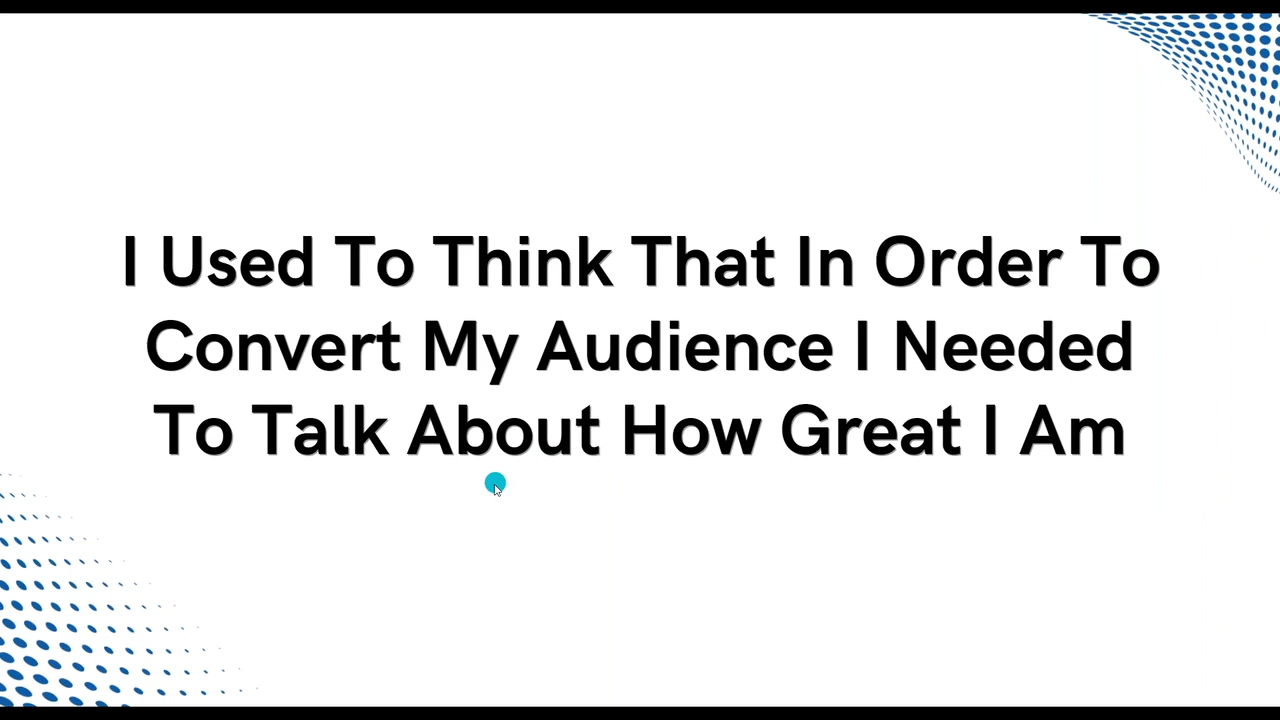 I Used To Think That In Order To
Convert My Audience I Needed
To Talk About How Great I Am